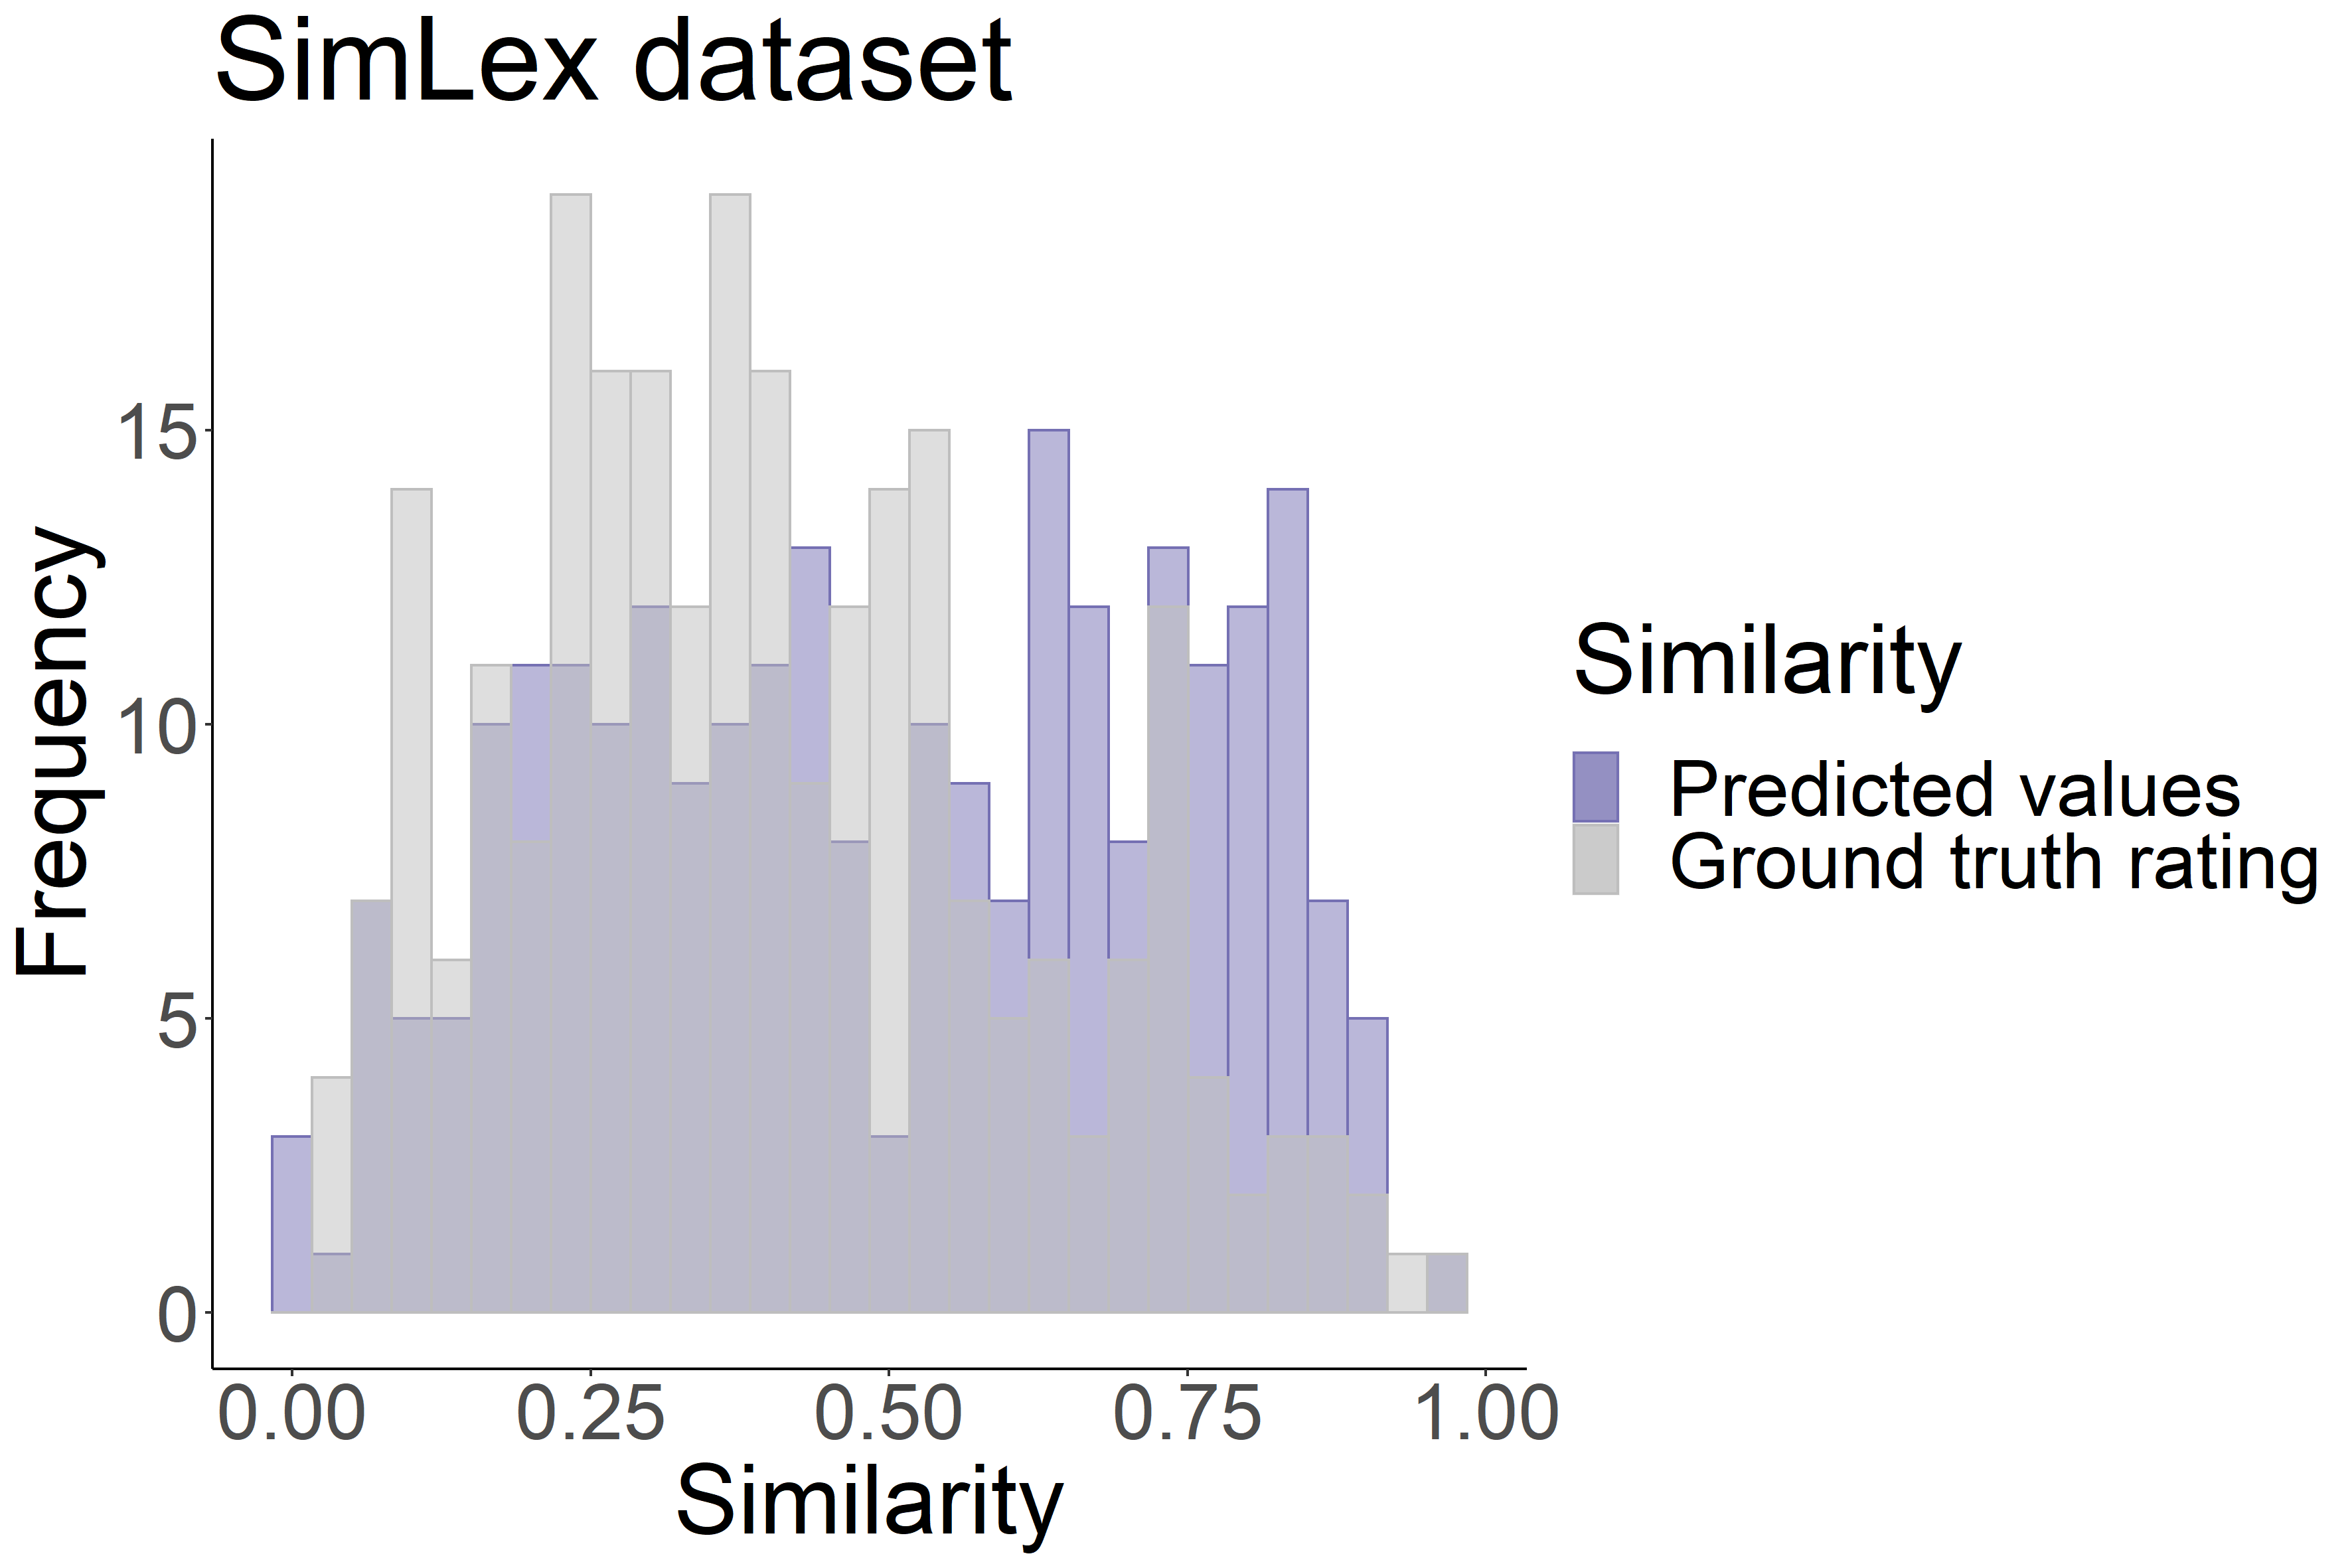 SimLex dataset
Frequency
15
10
5
0
0.00 0.25 0.50 0.75 1.00
Similarity
Similarity
Predicted values
Ground truth rating